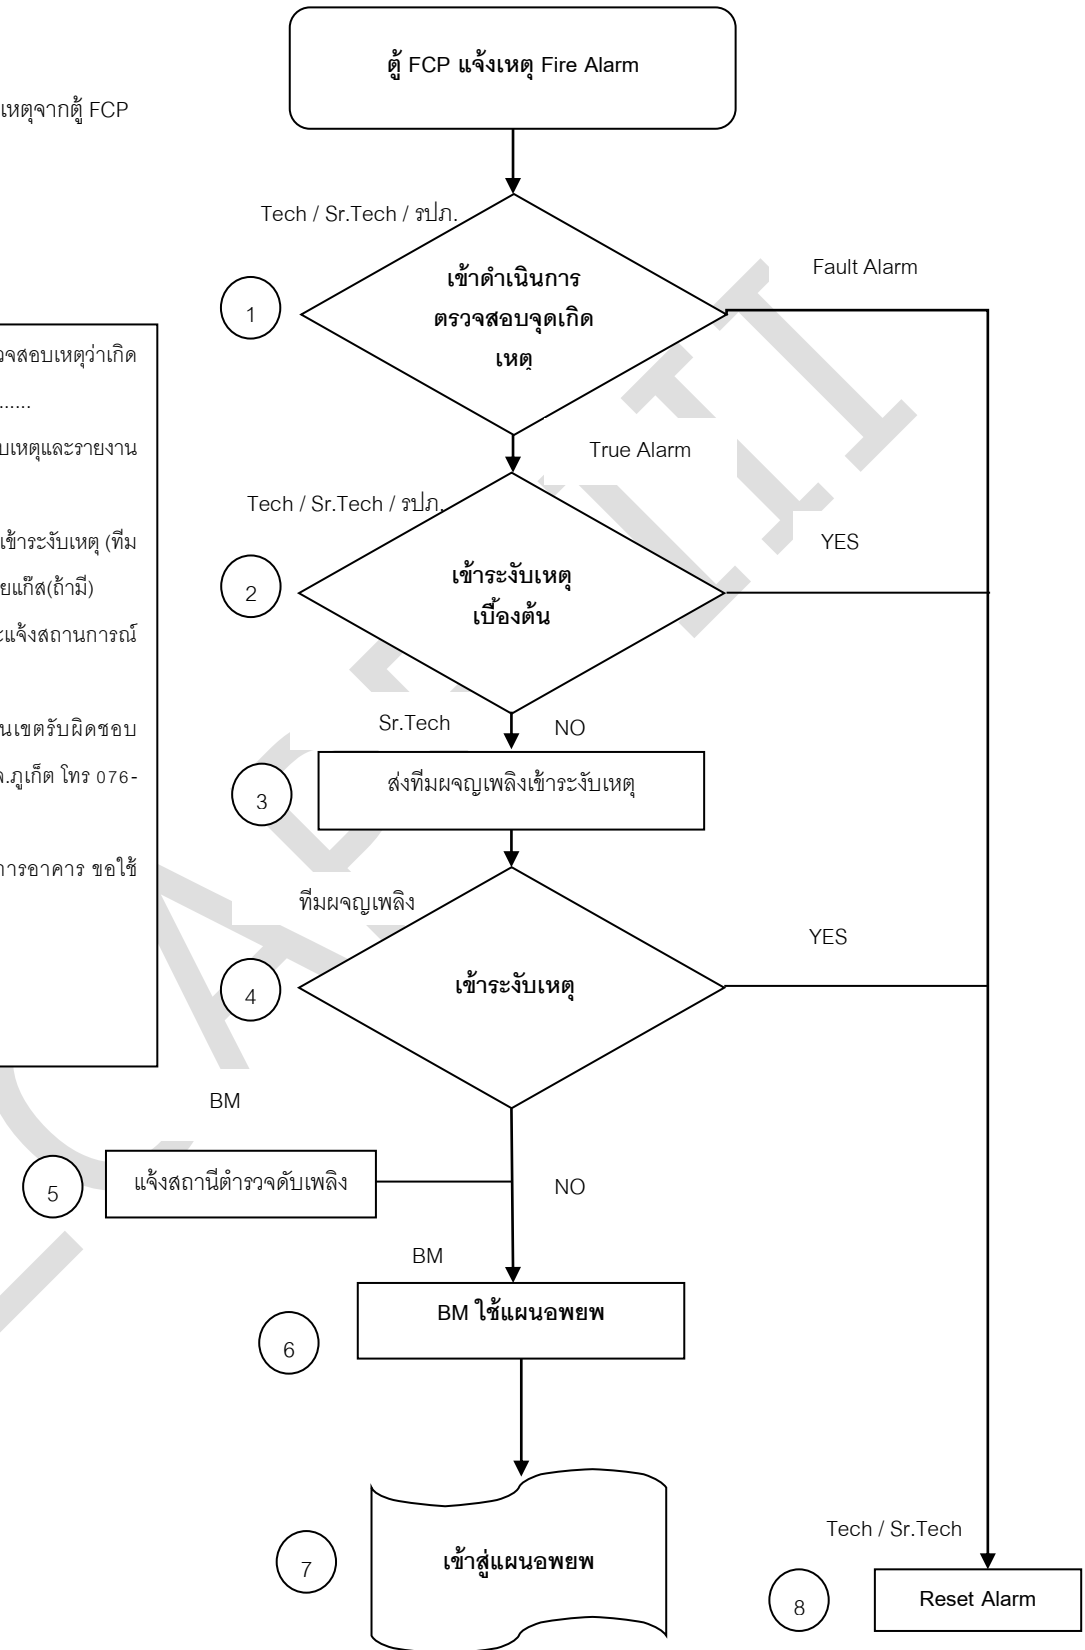 ตู้ FCP แจ้งเหตุ Fire Alarm
เหตุจากตู้ FCP
Tech / Sr.Tech / รปภ.
Fault Alarm
1
เข้าดำเนินการ
ตรวจสอบจุดเกิด
เหตุ
วจสอบเหตุว่าเกิด
......
บเหตุและรายงาน
เข้าระงับเหตุ (ทีม
ยแก๊ส(ถ้ามี)
ะแจ้งสถานการณ์
นเขตรับผิดชอบ
จ.ภูเก็ต โทร 076-
การอาคาร ขอใช้
True Alarm
Tech / Sr.Tech / รปภ.
YES
2
เข้าระงับเหตุ
เบื้องต้น
Sr.Tech
NO
3
ส่งทีมผจญเพลิงเข้าระงับเหตุ
ทีมผจญเพลิง
YES
4
เข้าระงับเหตุ
BM
5
แจ้งสถานีตำรวจดับเพลิง
NO
BM
6
BM ใช้แผนอพยพ
7
เข้าสู่แผนอพยพ
Tech / Sr.Tech
8
Reset Alarm